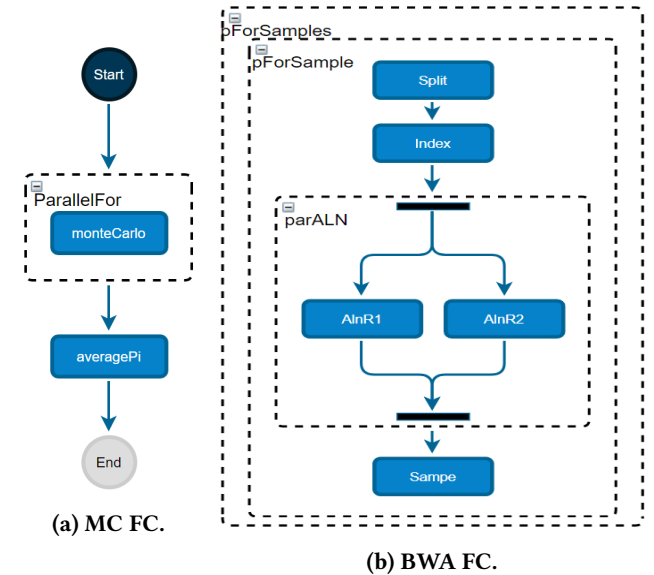 Start
ParallelFor
monteCarlo
averagePi
End
(a) MC FC.
pForSamples
pForSample
Split
Index
parALN
AlnR1
AlnR2
Sampe
(b) BWA FC.